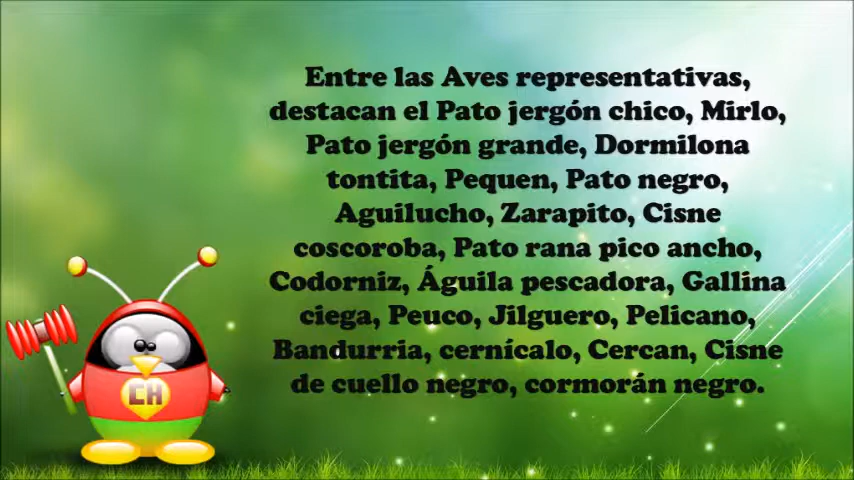 Entre las Aves representativas,
destacan el Pato jergón chico, Mirlo,
Pato jergón grande, Dormilona
tontita, Pequen, Pato negro,
Aguilucho, Zarapito, Cisne
coscoroba, Pato rana pico ancho,
Codorniz, Águila pescadora, Gallina
ciega, Peuco, Jilguero, Pelicano,
Bandurria, cernícalo, Cercan, Cisne
de cuello negro, cormorán negro.
CH